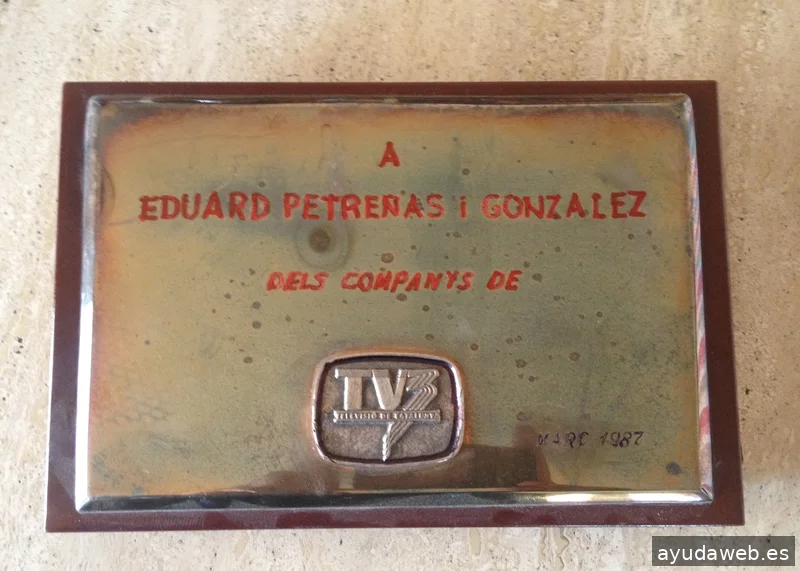 A
EDUARD PETREÑAS i GONZALEZ
DELS COMPANYS DE
TV3
TELEVISIÓ DE CATALUNYA
MARÇ 1987
ayudaweb.es